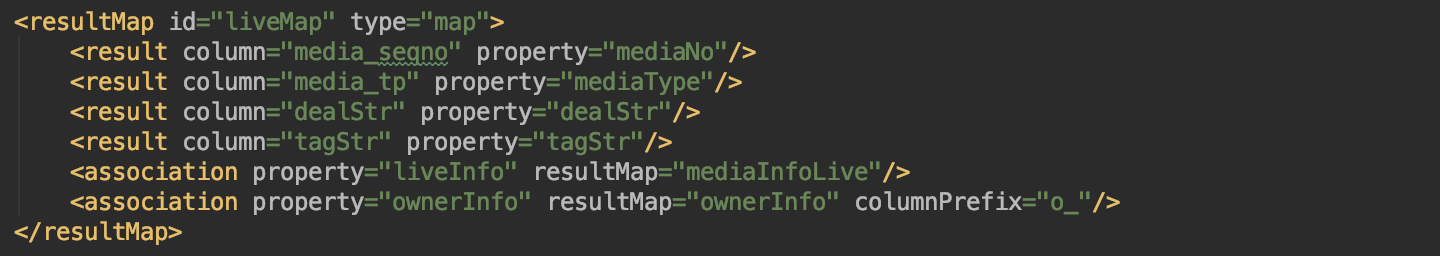 <resultMap id="liveMap" type="map">
    <result column="media_seqno" property="mediaNo"/>
    <result column="media_tp" property="mediaType"/>
    <result column="dealStr" property="dealStr"/>
    <result column="tagStr" property="tagStr"/>
    <association property="liveInfo" resultMap="mediaInfoLive"/>
    <association property="ownerInfo" resultMap="ownerInfo" columnPrefix="o_"/>
</resultMap>